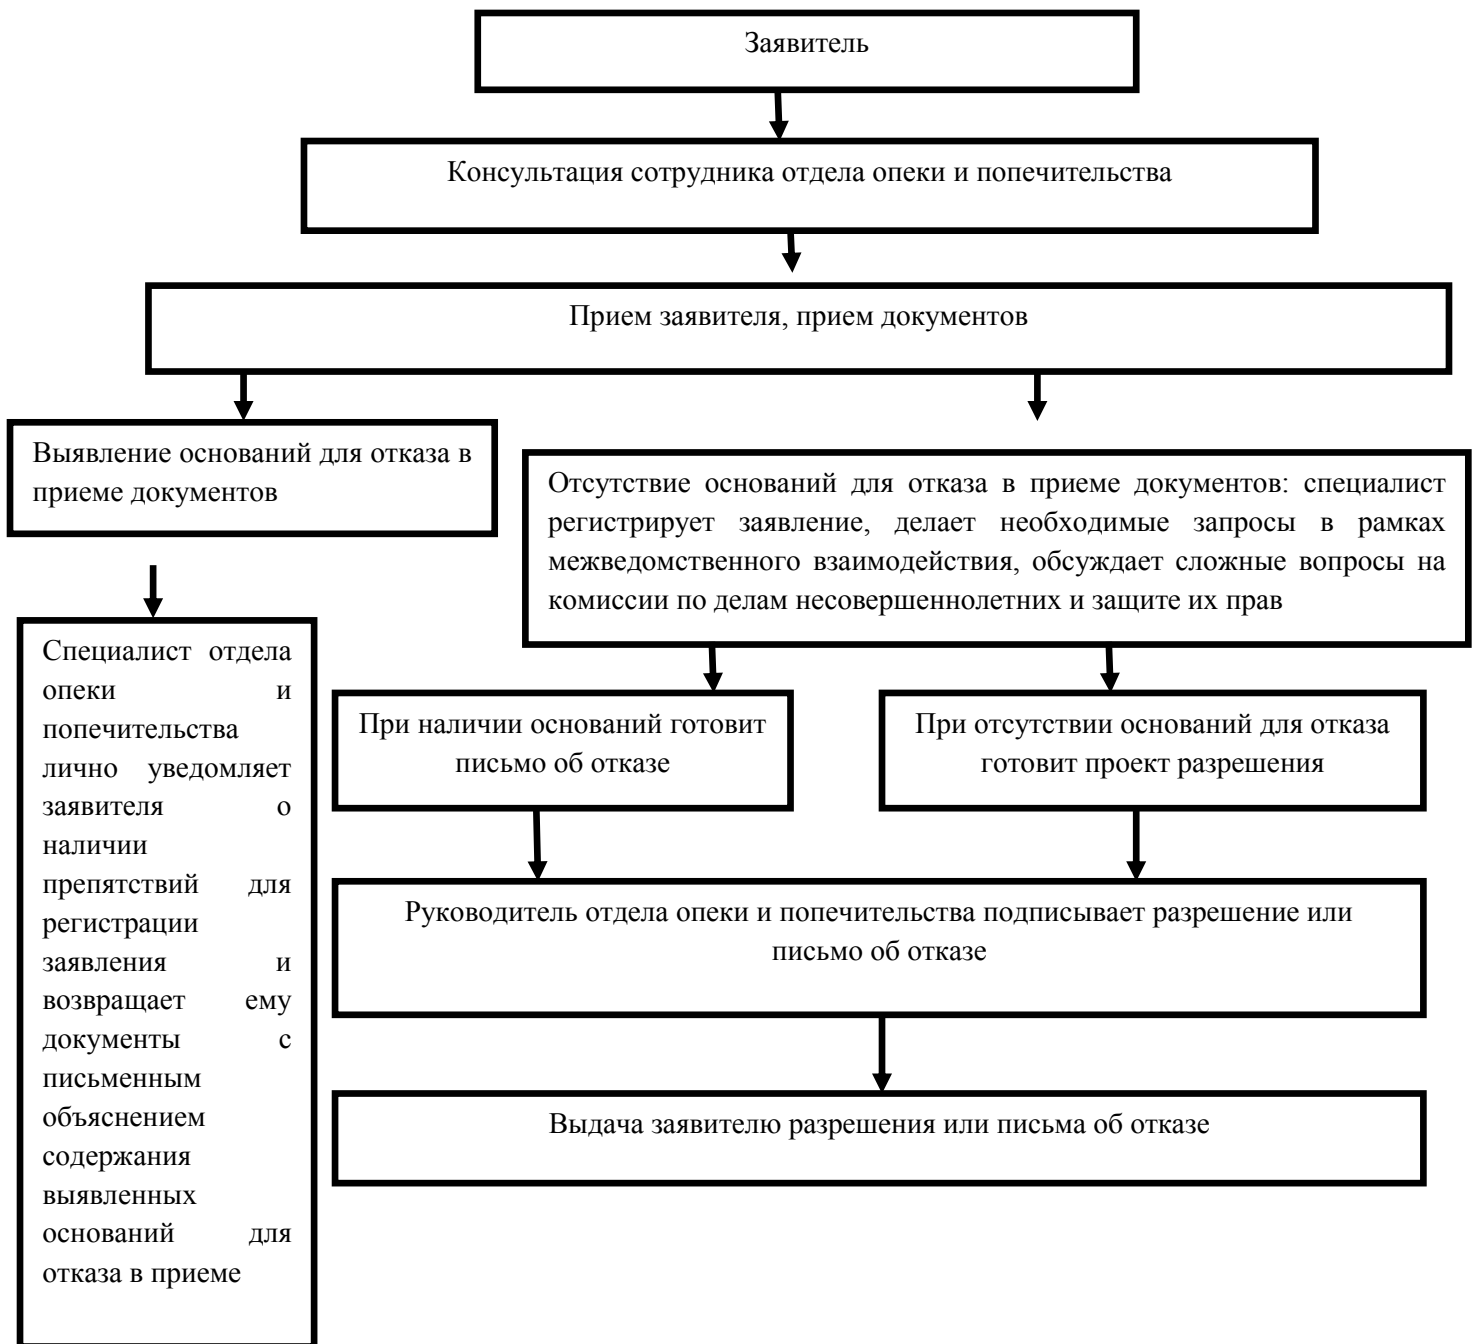 Заявитель
Консультация сотрудника отдела опеки и попечительства
Прием заявителя, прием документов
Выявление оснований для отказа в
приеме документов
Отсутствие оснований для отказа в приеме документов: специалист
регистрирует заявление, делает необходимые запросы в рамках
межведомственного взаимодействия, обсуждает сложные вопросы на
комиссии по делам несовершеннолетних и защите их прав
Специалист отдела
опеки и
попечительства
лично уведомляет
заявителя о
наличии
препятствий для
регистрации
заявления и
возвращает ему
документы с
письменным
объяснением
содержания
выявленных
оснований для
отказа в приеме
При наличии оснований готовит
письмо об отказе
При отсутствии оснований для отказа
готовит проект разрешения
Руководитель отдела опеки и попечительства подписывает разрешение или
письмо об отказе
Выдача заявителю разрешения или письма об отказе